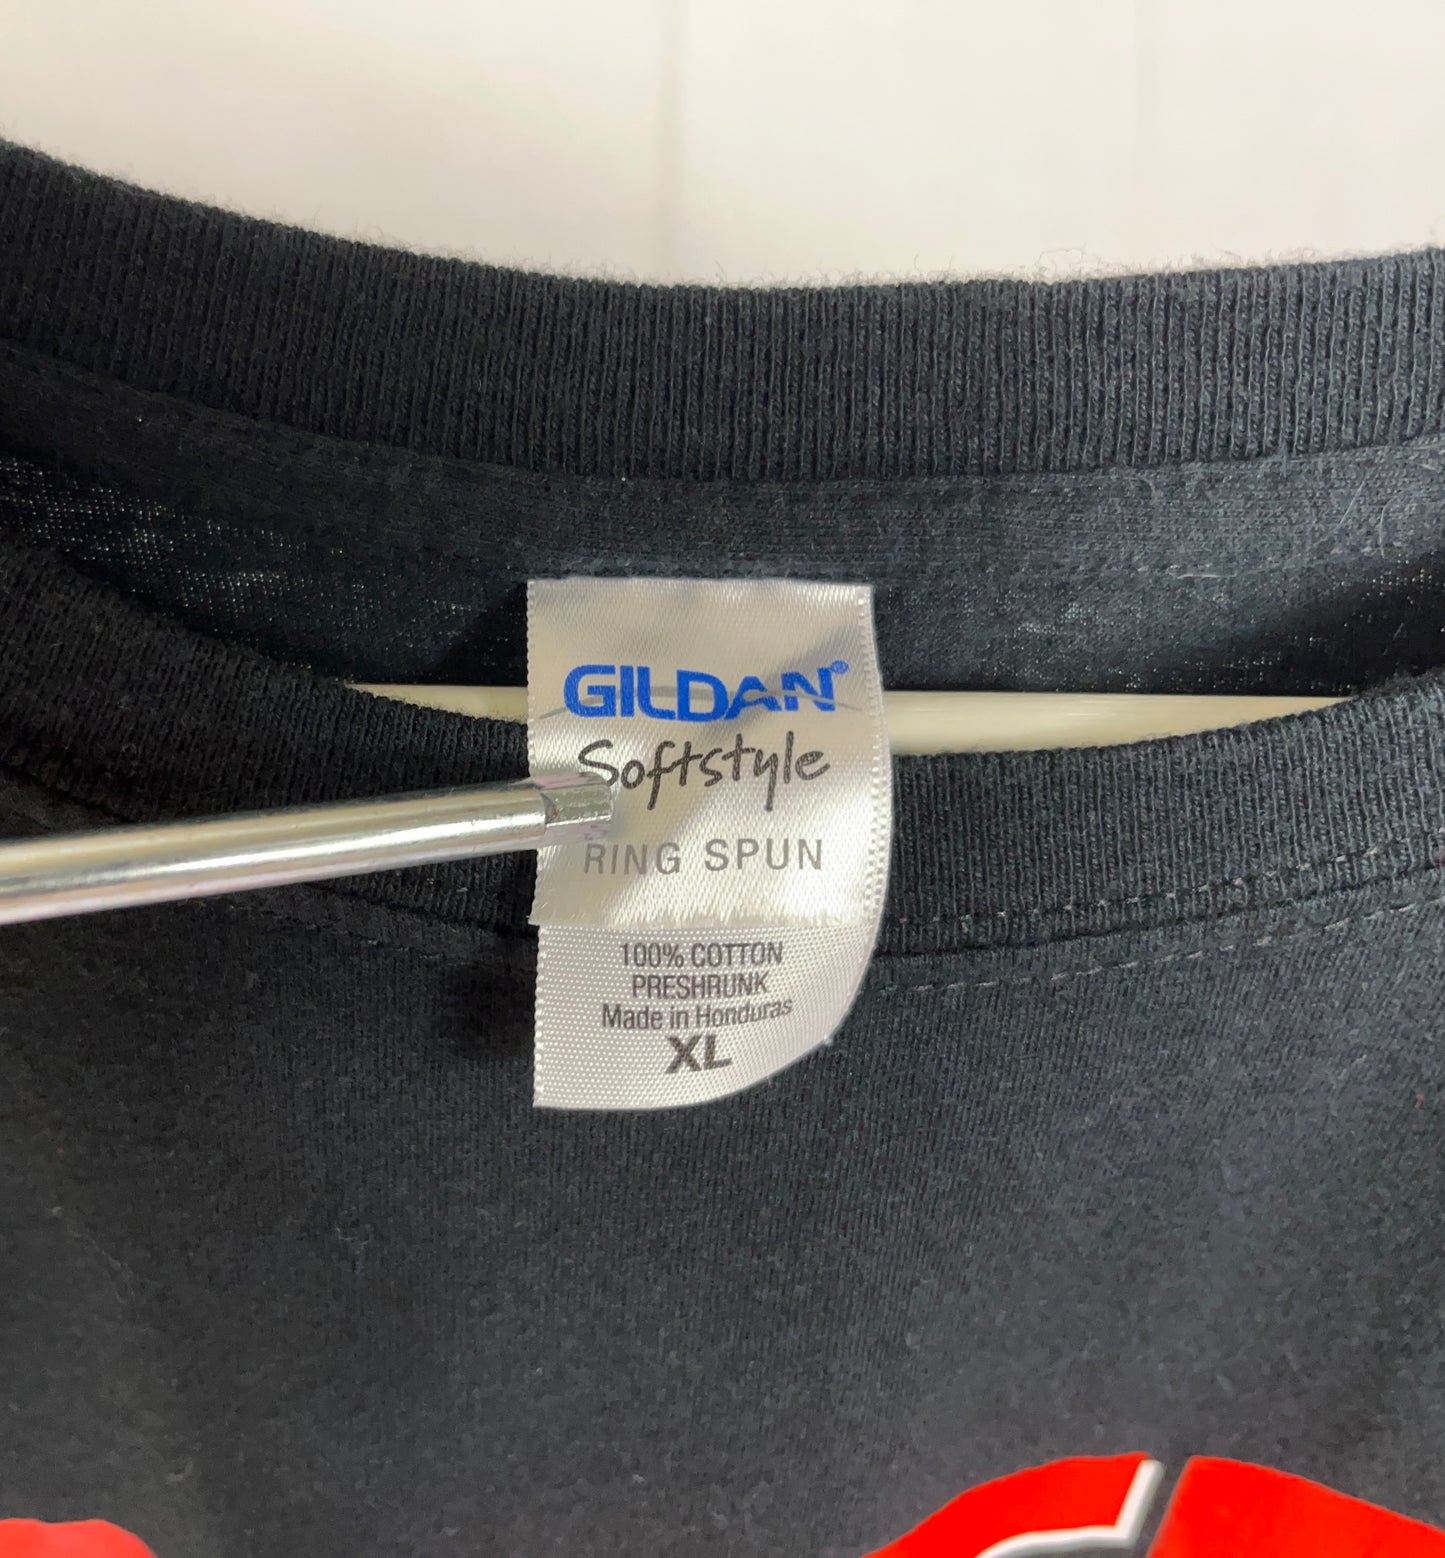 GILDAN®
Softstyle
RING SPUN
100% COTTON
PRESHRUNK
Made in Honduras
XL